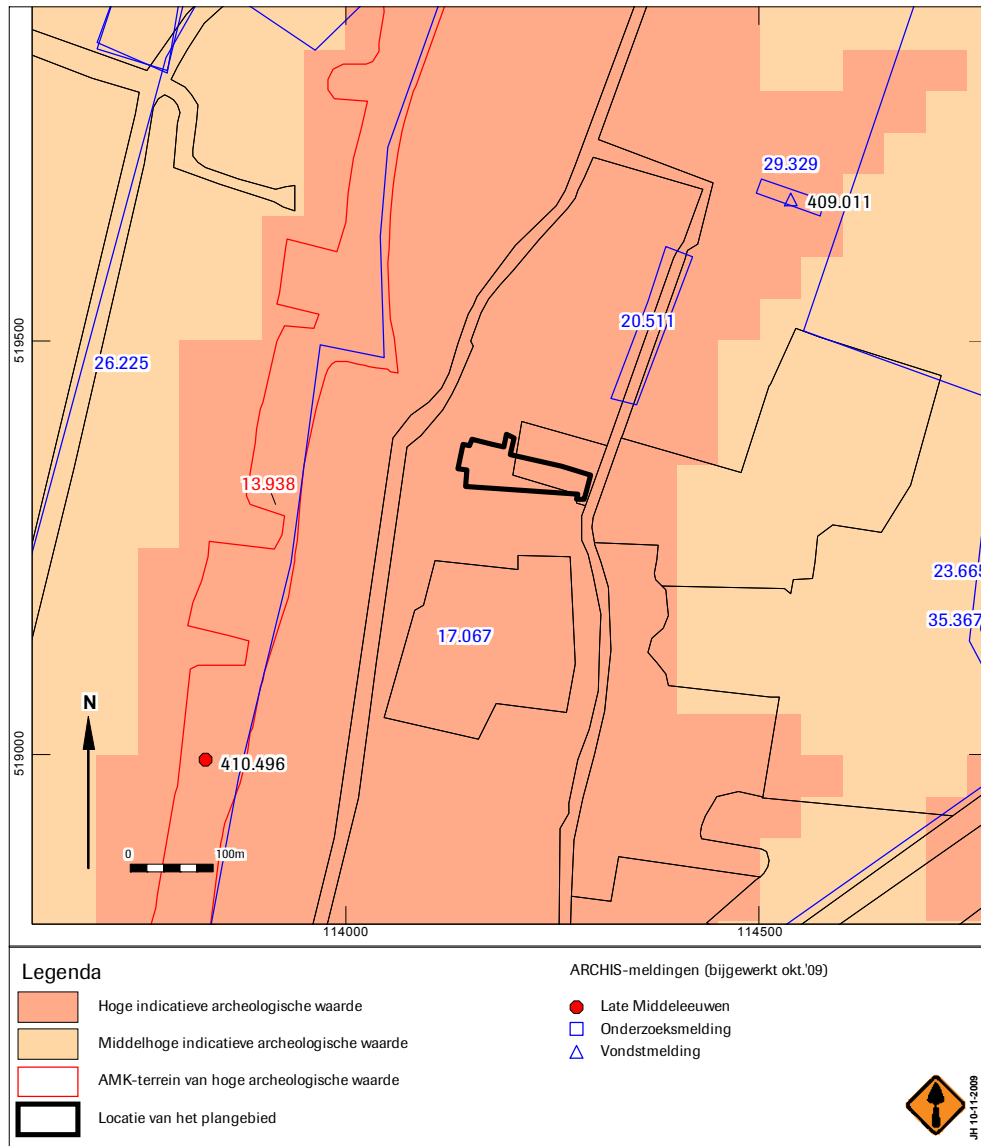 29.329
409.011
20.511
519500
26.225
13.938
23.665
35.367
17.067
N
519000
410.496
0 100m
114000 114500
Legenda
Hoge indicatieve archeologische waarde
Middelhoge indicatieve archeologische waarde
AMK-terrein van hoge archeologische waarde
Locatie van het plangebied
ARCHIS-meldingen (bijgewerkt okt.'09)
Late Middeleeuwen
Onderzoeksmelding
Vondstmelding
JH 10-11-2009